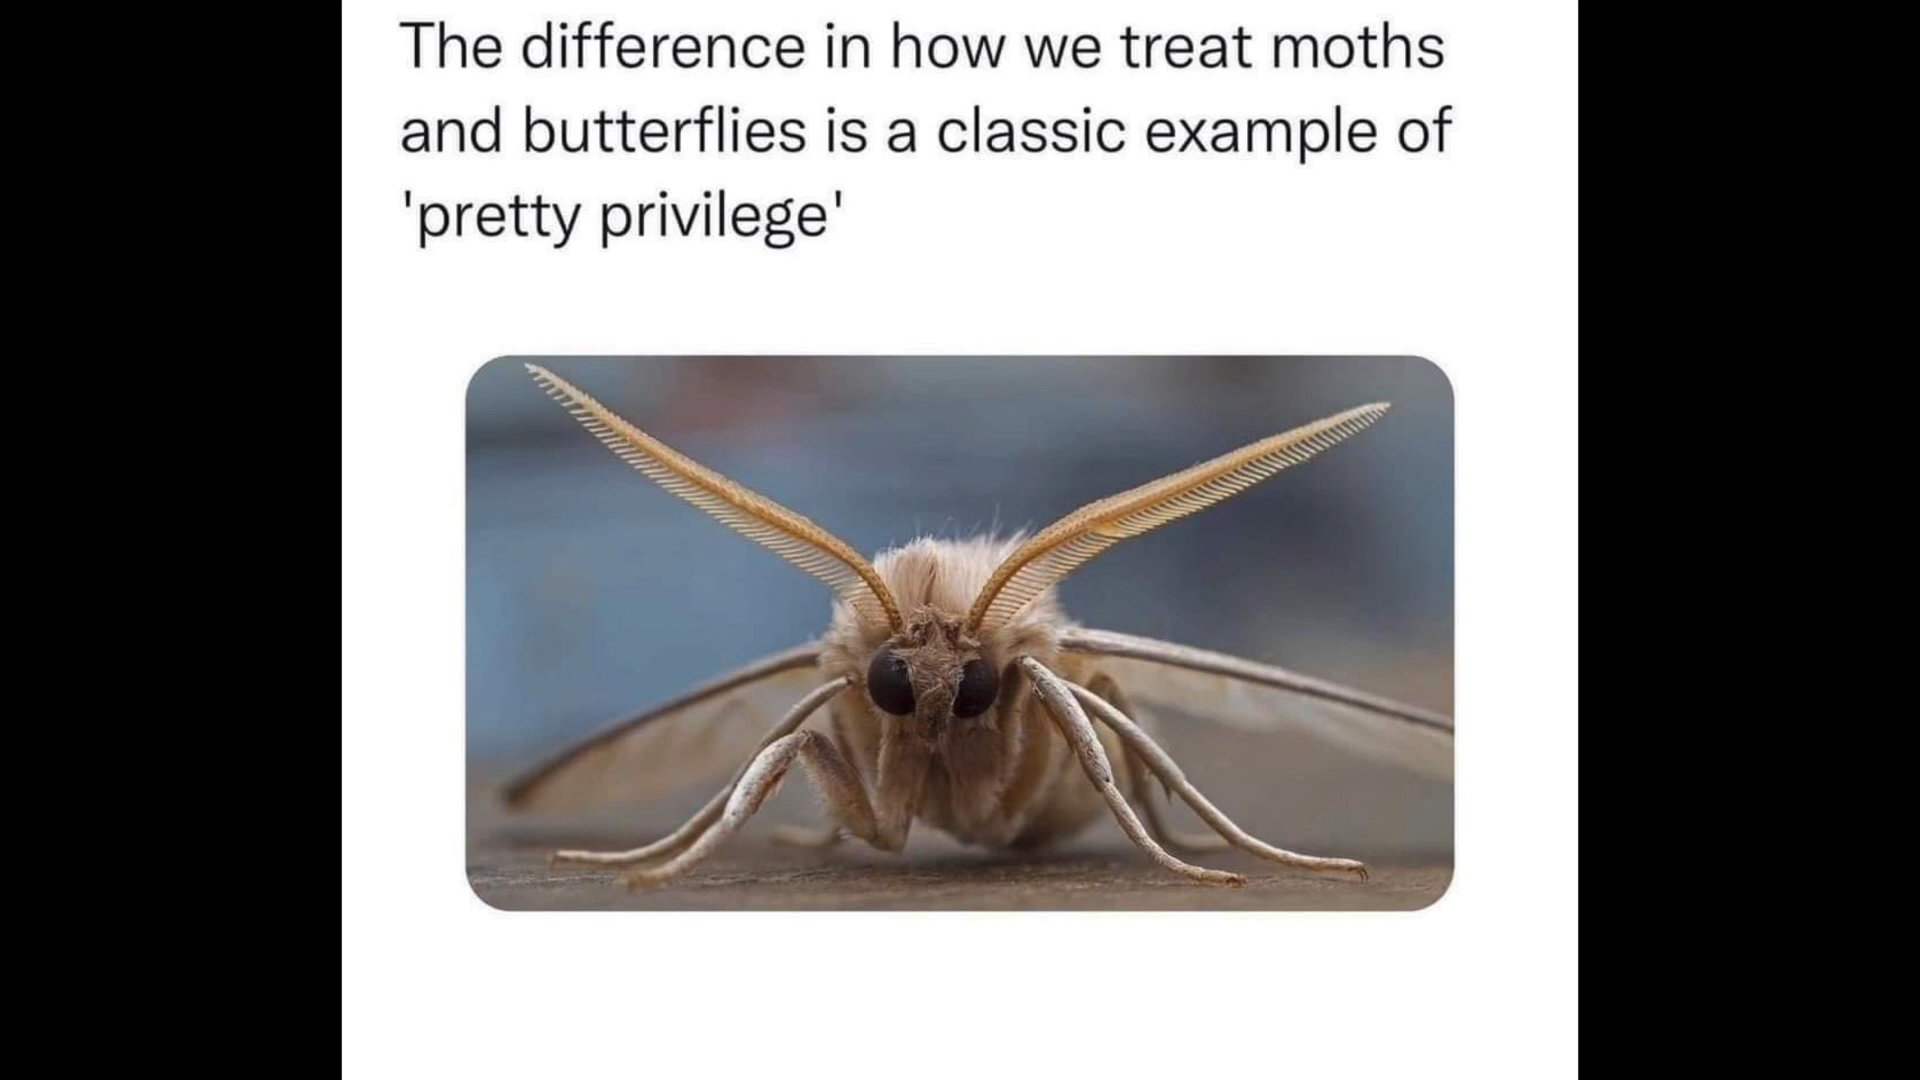 The difference in how we treat moths
and butterflies is a classic example of
'pretty privilege'